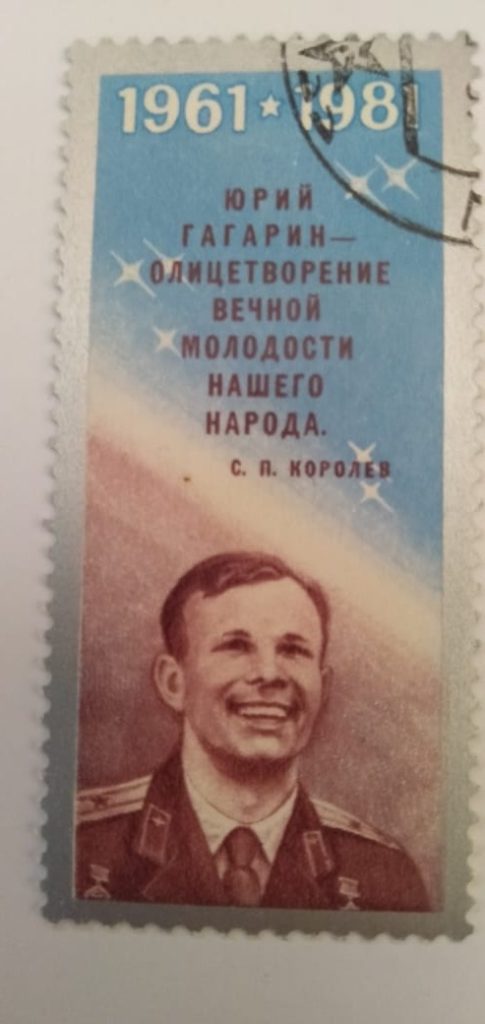 1961★1981
ЮРИЙ
ГАГАРИН—
ОЛИЦЕТВОРЕНИЕ
ВЕЧНОЙ
МОЛОДОСТИ
НАШЕГО
НАРОДА.
С. П. КОРОЛЕВ